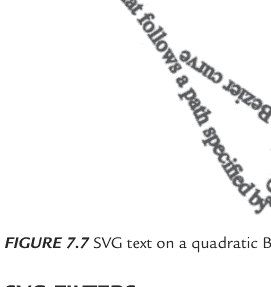 at follows a path specified by
Bezier curve
FIGURE 7.7 SVG text on a quadratic B
SVG FILTERS